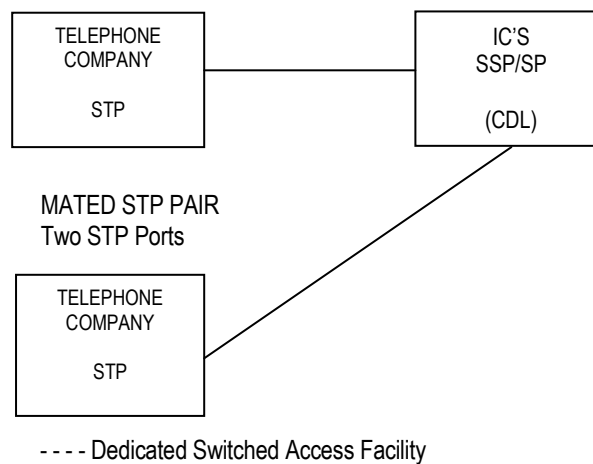 TELEPHONE
COMPANY
STP
IC'S
SSP/SP
(CDL)
MATED STP PAIR
Two STP Ports
TELEPHONE
COMPANY
STP
- - - - Dedicated Switched Access Facility